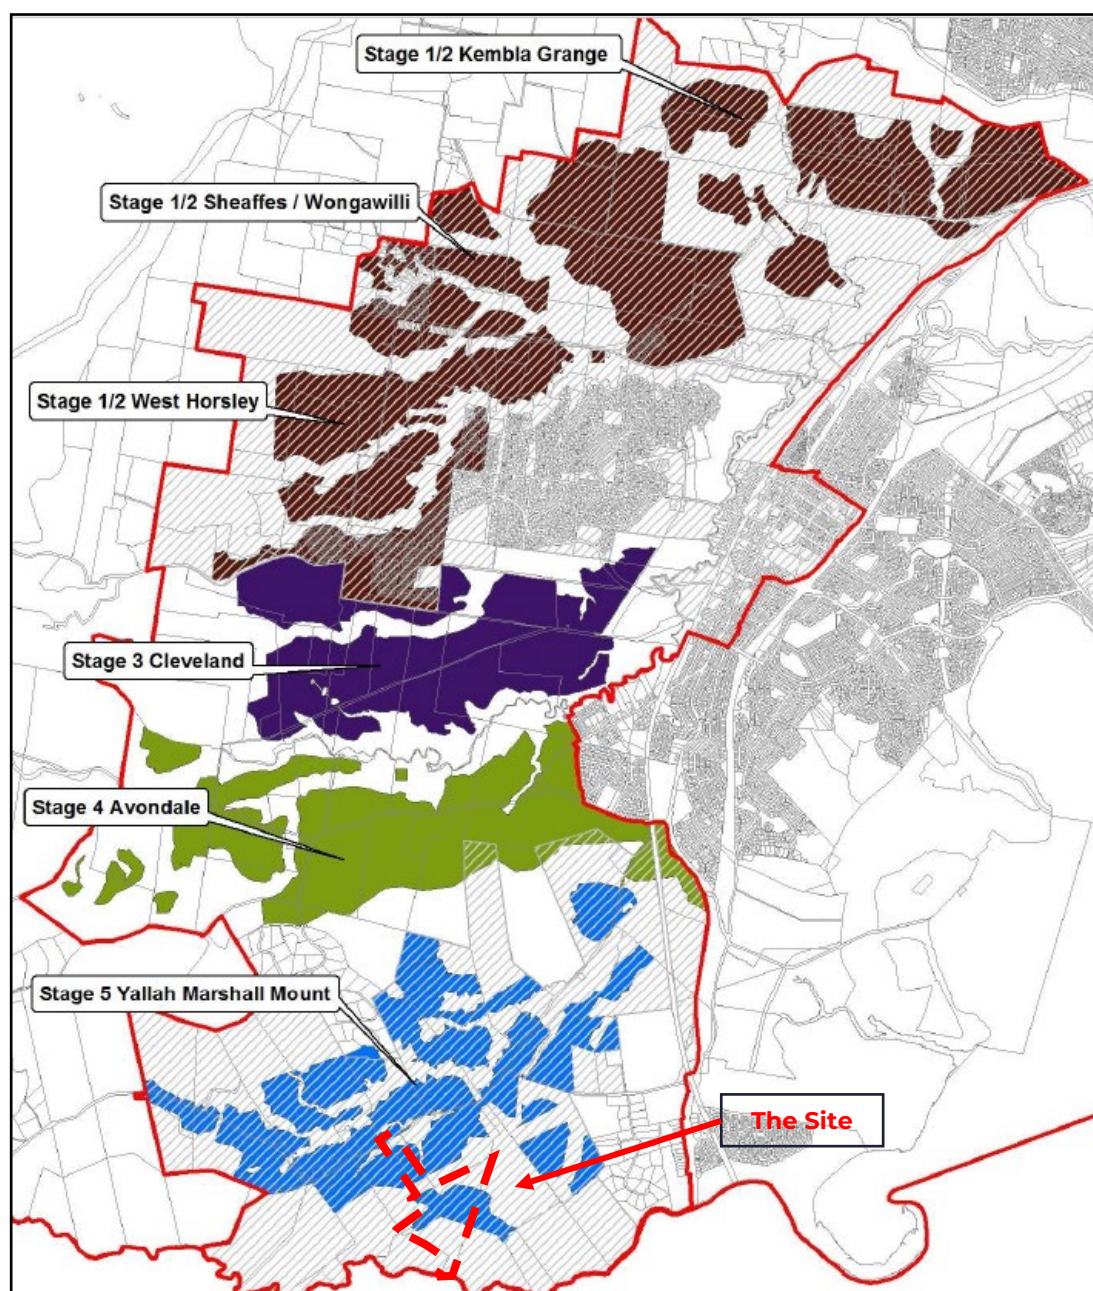 Stage 1/2 Kembla Grange
Stage 1/2 Sheaffes / Wongawilli
Stage 1/2 West Horsley
Stage 3 Cleveland
Stage 4 Avondale
Stage 5 Yallah Marshall Mount
The Site